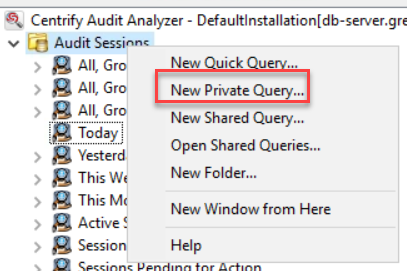 Centrify Audit Analyzer - DefaultInstallation[db-server.gre
Audit Sessions
All, Gro
All, Gro
All, Gro
Today
Yesterd
This We
This Mo
Active S
Session
Sessions Pending for Action
New Quick Query...
New Private Query...
New Shared Query...
Open Shared Queries...
New Folder...
New Window from Here
Help